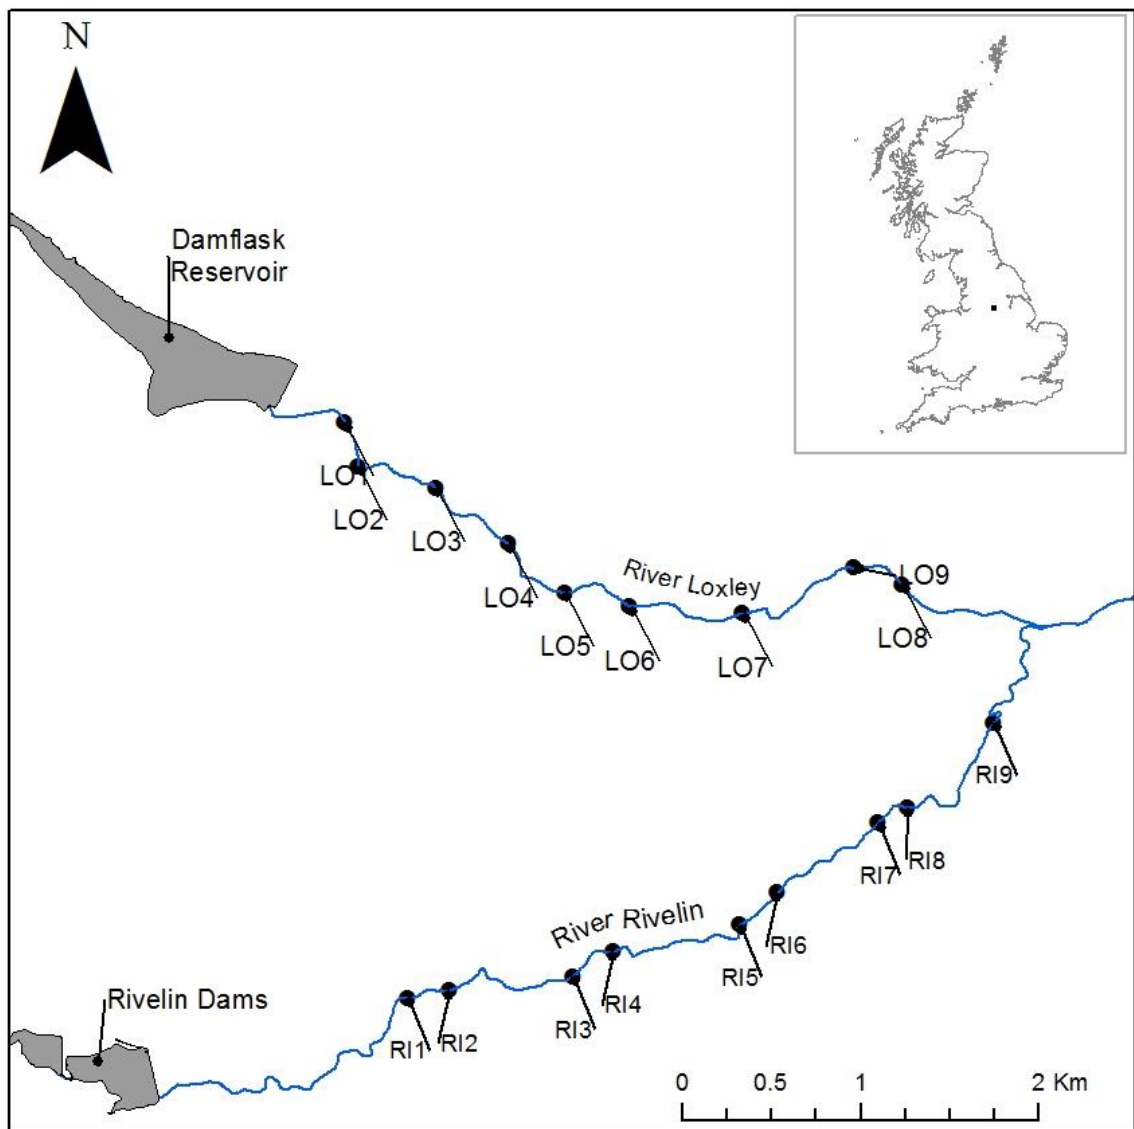 N
Damflask
Reservoir
LO1
LO2
LO3
LO4
LO5
LO6
River Loxley
LO7
LO9
LO8
RI9
RI8
RI7
River Rivelin
RI6
RI5
RI4
RI3
RI2
RI1
Rivelin Dams
0 0.5 1 2 Km